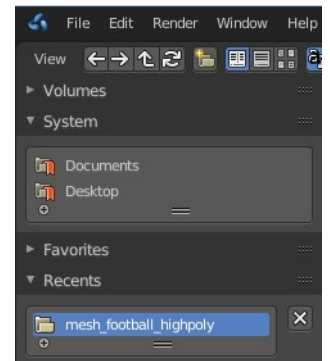 File Edit Render Window Help
View
Volumes
System
Documents
Desktop
Favorites
Recents
mesh_football_highpoly